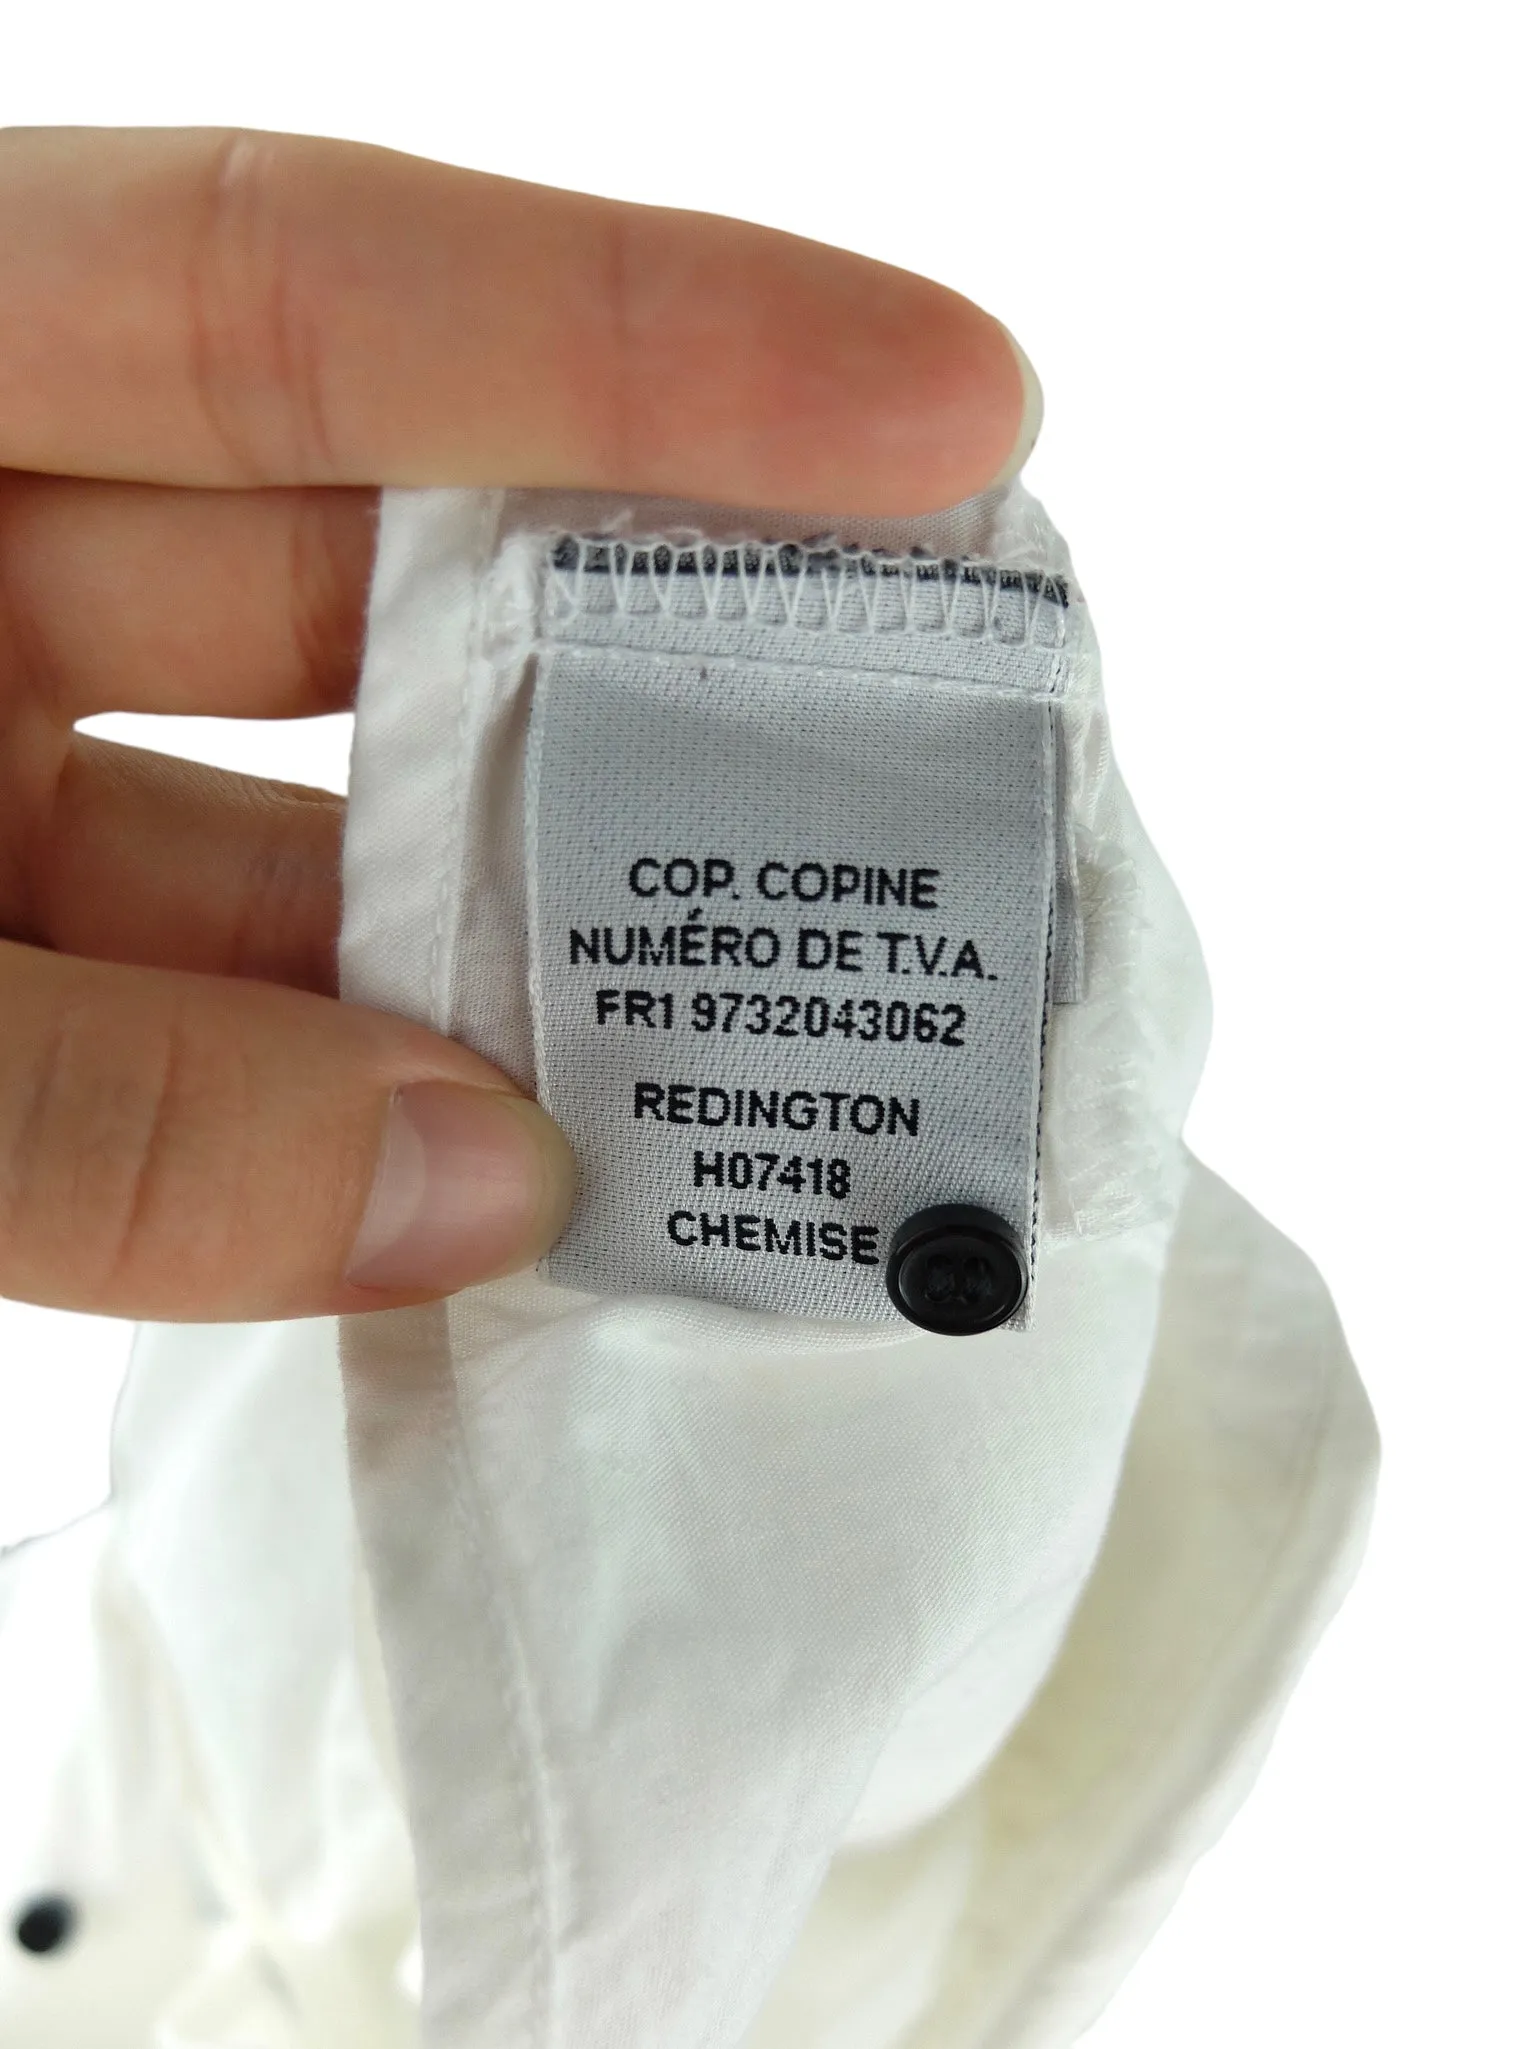 COP. COPINE
NUMÉRO DE T.V.A.
FR1 9732043062
REDINGTON
H07418
CHEMISE